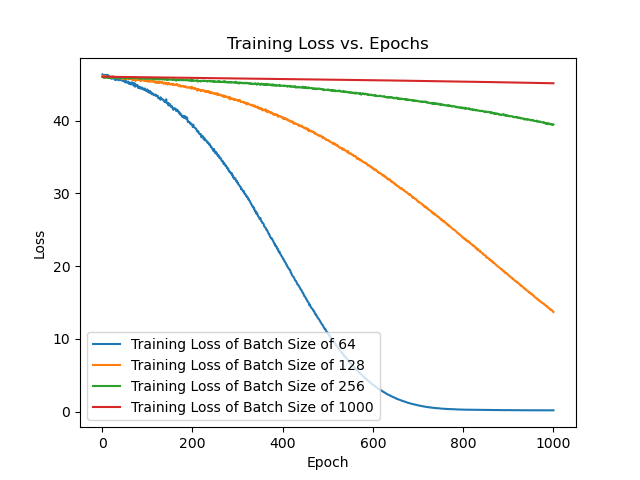 Training Loss vs. Epochs
Loss
40
30
20
10
0
Training Loss of Batch Size of 64
Training Loss of Batch Size of 128
Training Loss of Batch Size of 256
Training Loss of Batch Size of 1000
0 200 400 600 800 1000
Epoch